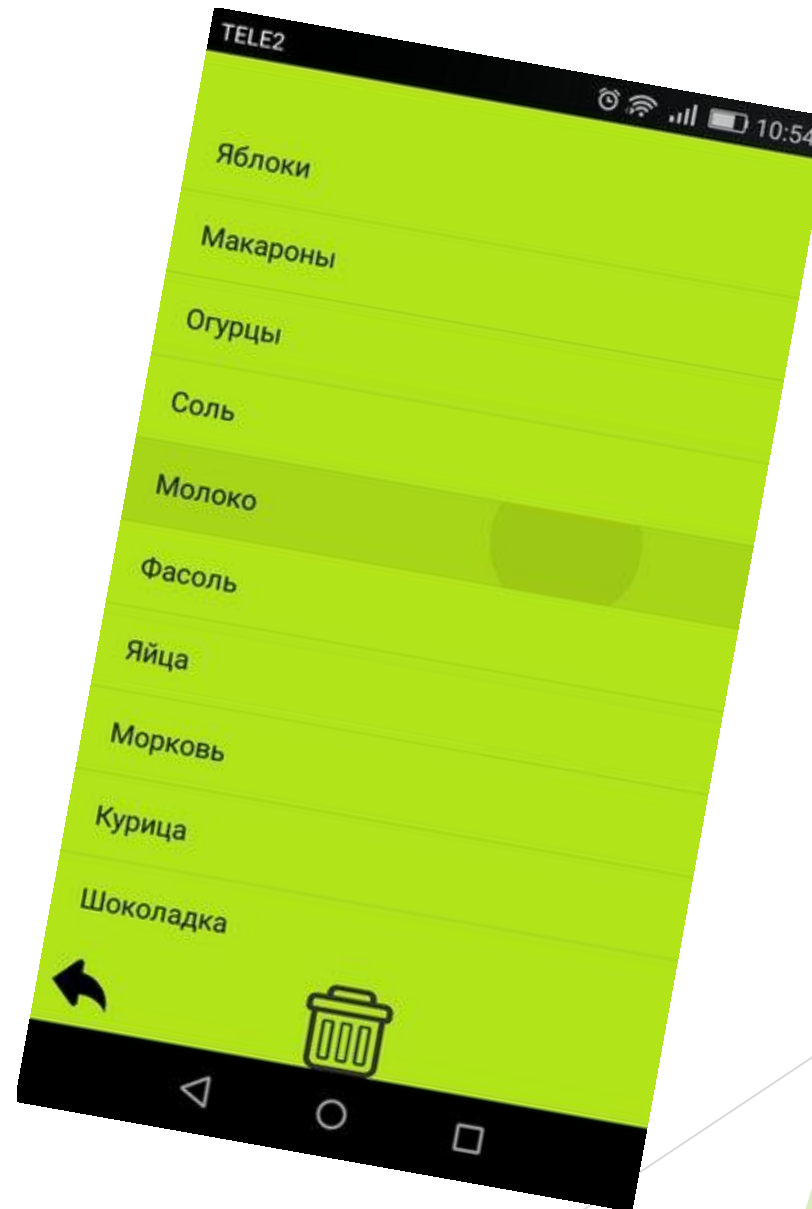 TELE2
10:54
Яблоки
Макароны
Огурцы
Соль
Молоко
Фасоль
Яйца
Морковь
Курица
Шоколадка